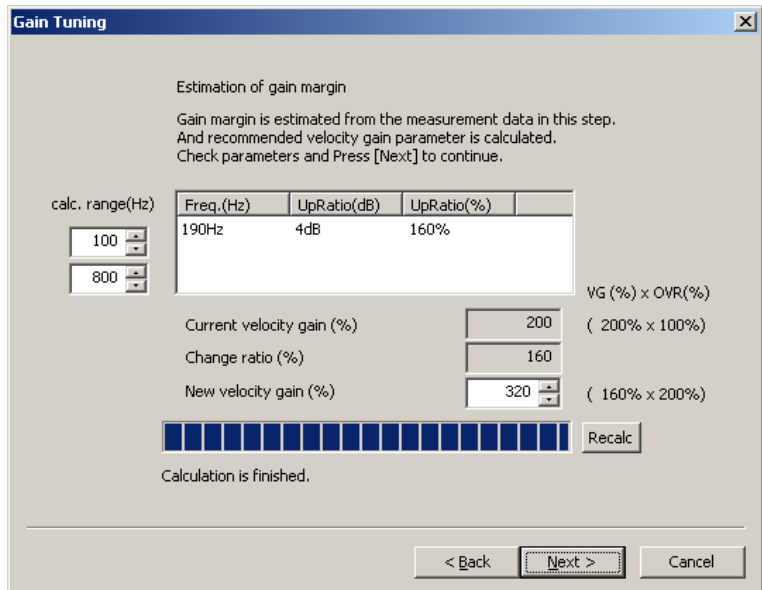 Gain Tuning
Estimation of gain margin
Gain margin is estimated from the measurement data in this step.
And recommended velocity gain parameter is calculated.
Check parameters and Press [Next] to continue.
calc. range(Hz)
100
800
Freq.(Hz) UpRatio(dB) UpRatio(%)
190Hz 4dB 160%
VG (%) x OVR(%)
Current velocity gain (%) 200 ( 200% x 100%)
Change ratio (%) 160
New velocity gain (%) 320 ( 160% x 200%)
Recalc
Calculation is finished.
< Back Next > Cancel